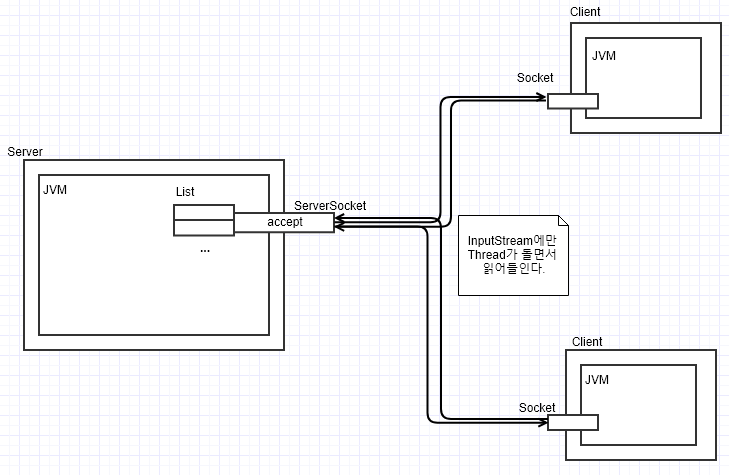 Client
JVM
Socket
Server
JVM
List
ServerSocket
accept
...
InputStream에만
Thread가 돌면서
읽어들인다.
Client
JVM
Socket